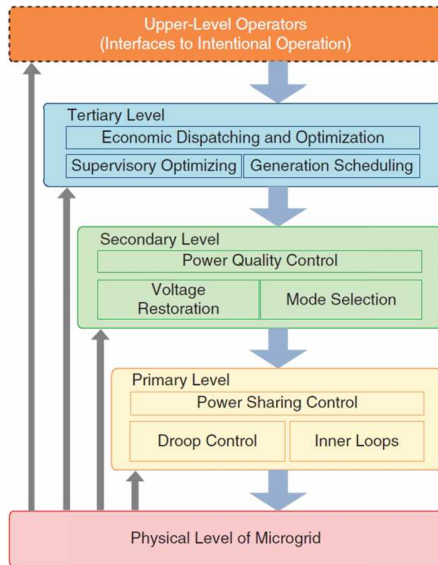 Upper-Level Operators
(Interfaces to Intentional Operation)
Tertiary Level
Economic Dispatching and Optimization
Supervisory Optimizing
Generation Scheduling
Secondary Level
Power Quality Control
Voltage
Restoration
Mode Selection
Primary Level
Power Sharing Control
Droop Control
Inner Loops
Physical Level of Microgrid